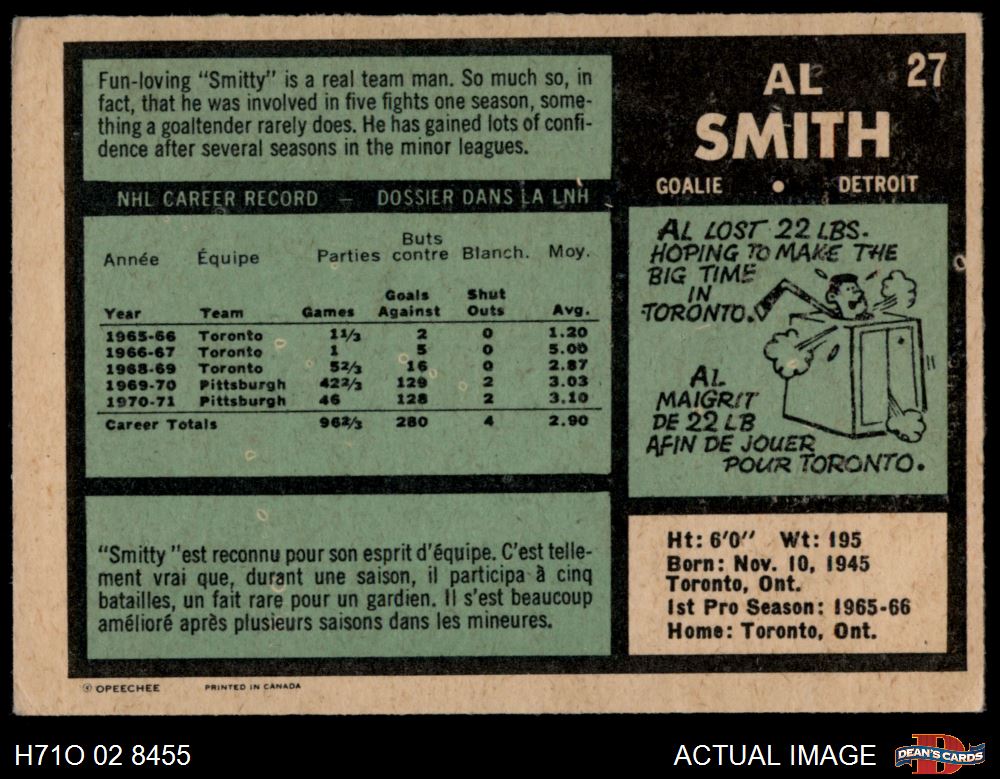 Fun-loving "Smitty" is a real team man. So much so, in
fact, that he was involved in five fights one season, some-
thing a goaltender rarely does. He has gained lots of confi-
dence after several seasons in the minor leagues.
NHL CAREER RECORD — DOSSIER DANS LA LNH
Année Équipe Parties Buts contre Blanch. Moy.
Year Team Games Goals Against Shut Outs Avg.
1965-66 Toronto 11/3 2 0 1.20
1966-67 Toronto 1 5 0 5.00
1968-69 Toronto 52/3 16 0 2.87
1969-70 Pittsburgh 422/3 129 2 3.03
1970-71 Pittsburgh 46 128 2 3.10
Career Totals 962/3 280 4 2.90
"Smitty "est reconnu pour son esprit d'équipe. C'est telle-
ment vrai que, durant une saison, il participa à cinq
batailles, un fait rare pour un gardien. Il s'est beaucoup
amélioré après plusieurs saisons dans les mineures.
27
AL
SMITH
GOALIE • DETROIT
AL LOST 22 LBS.
HOPING TO MAKE THE
BIG TIME
IN
TORONTO.
AL
MAIGRIT
DE 22 LB
AFIN DE JOUER
POUR TORONTO.
Ht: 6'0" Wt: 195
Born: Nov. 10, 1945
Toronto, Ont.
1st Pro Season: 1965-66
Home: Toronto, Ont.
© OPEECHEE PRINTED IN CANADA
H71O 02 8455
ACTUAL IMAGE
D
DEAN'S CARDS